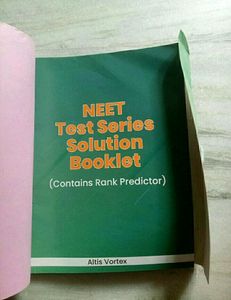 NEET
Test Series
Solution
Booklet
(Contains Rank Predictor)
Altis Vortex